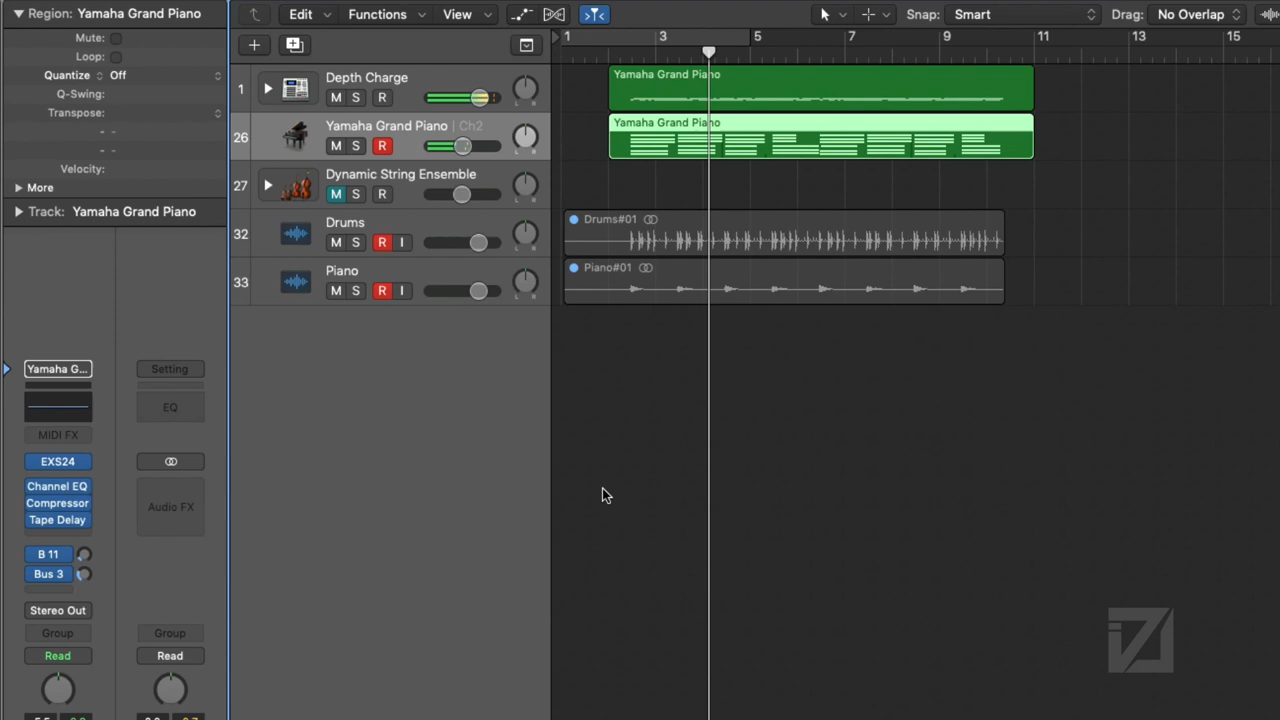 Region: Yamaha Grand Piano
Mute:
Loop:
Quantize Off
Q-Swing:
Transpose:
Velocity:
More
Track: Yamaha Grand Piano
Yamaha G...
Setting
EQ
MIDI FX
EXS24
Channel EQ
Compressor
Tape Delay
Audio FX
B 11
Bus 3
Stereo Out
Group
Group
Read
Read
Edit
Functions
View
Snap: Smart
Drag: No Overlap
1 3 5 7 9 11 13 15
1
Depth Charge
M S R
26
Yamaha Grand Piano | Ch2
M S R
27
Dynamic String Ensemble
M S R
32
Drums
M S R I
33
Piano
M S R I
Yamaha Grand Piano
Yamaha Grand Piano
Drums#01
Piano#01